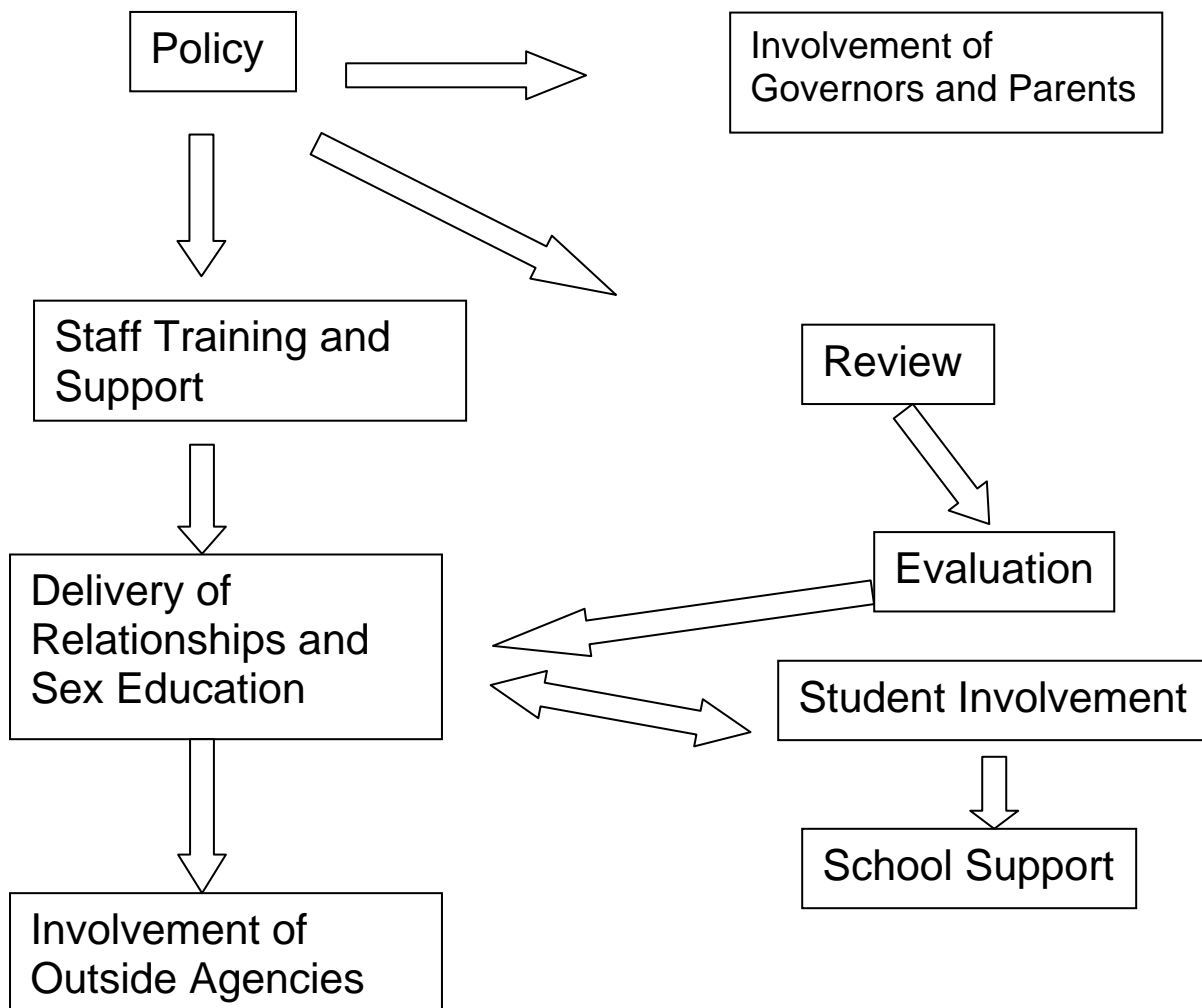 Policy
Involvement of
Governors and Parents
Staff Training and
Support
Review
Evaluation
Delivery of
Relationships and
Sex Education
Student Involvement
School Support
Involvement of
Outside Agencies